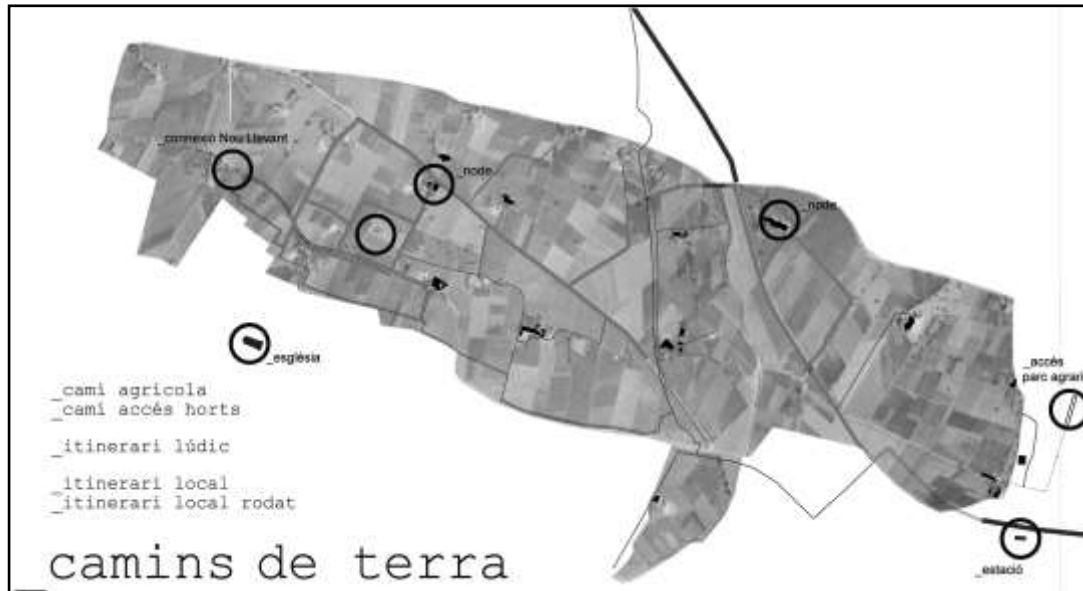 _connexió Nou Llevant
_node
_node
_església
_accés
parc agrari
_camí agrícola
_camí accés horts
_itinerari lúdic
_itinerari local
_itinerari local rodat
camins de terra
_estació